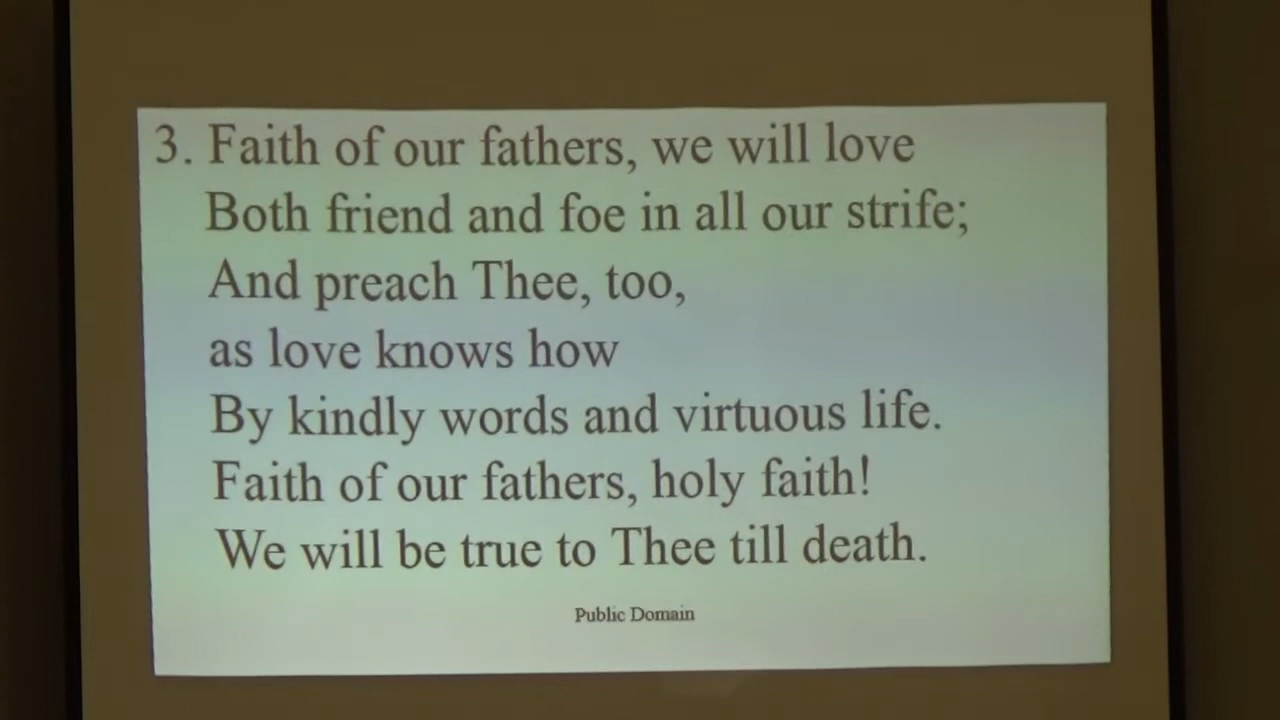 3. Faith of our fathers, we will love
Both friend and foe in all our strife;
And preach Thee, too,
as love knows how
By kindly words and virtuous life.
Faith of our fathers, holy faith!
We will be true to Thee till death.
Public Domain